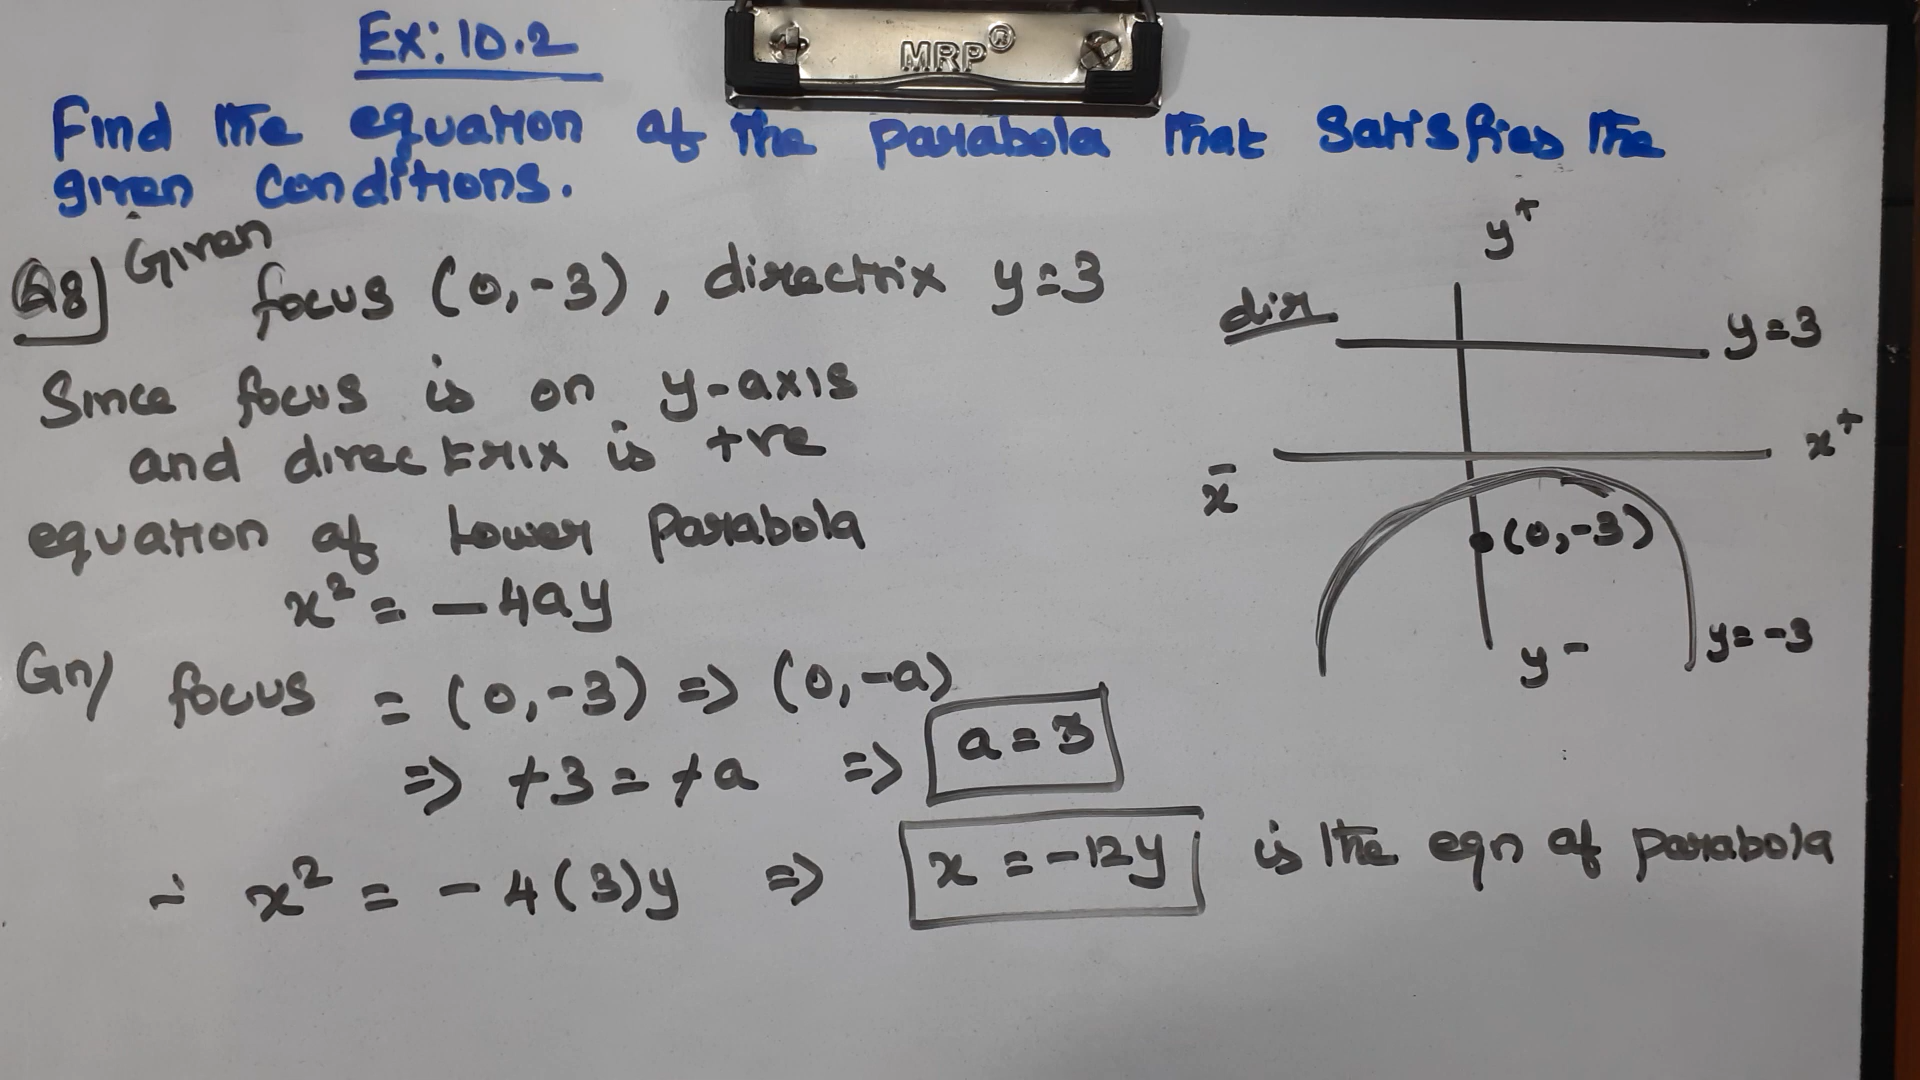 MRP®
Ex: 10.2
Find the equation of the parabola that satisfies the
given conditions.
Q8) Given
focus (0,-3), directrix y=3
Since focus is on y-axis
and directrix is +ve
equation of Lower Parabola
x² = -4ay
Gn) focus = (0,-3) => (0,-a)
=> +3 = +a => a=3
∴ x² = -4(3)y => x = -12y is the eqn of parabola
y+
dir
y=3
x+
x̄
(0,-3)
y=-3
y-